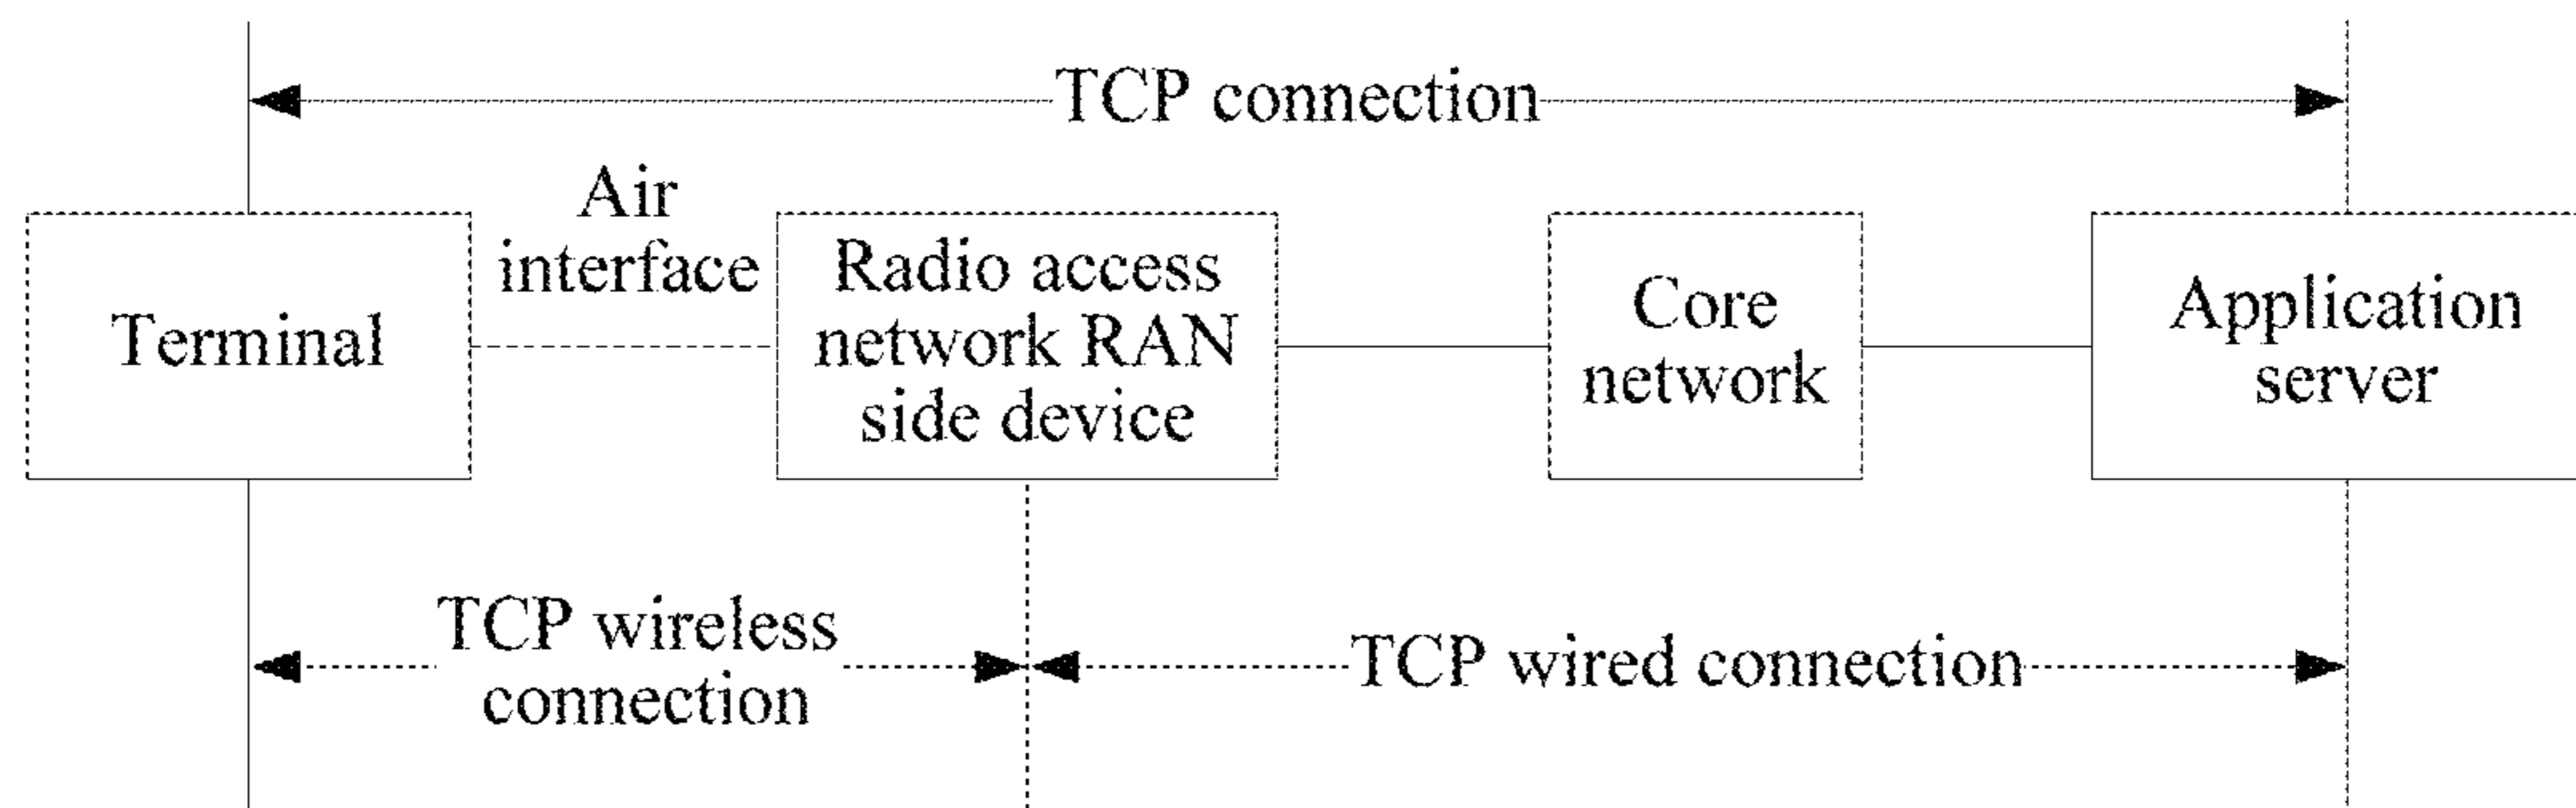 TCP connection
Air
interface
Terminal
Radio access
network RAN
side device
Core
network
Application
server
TCP wireless
connection
TCP wired connection